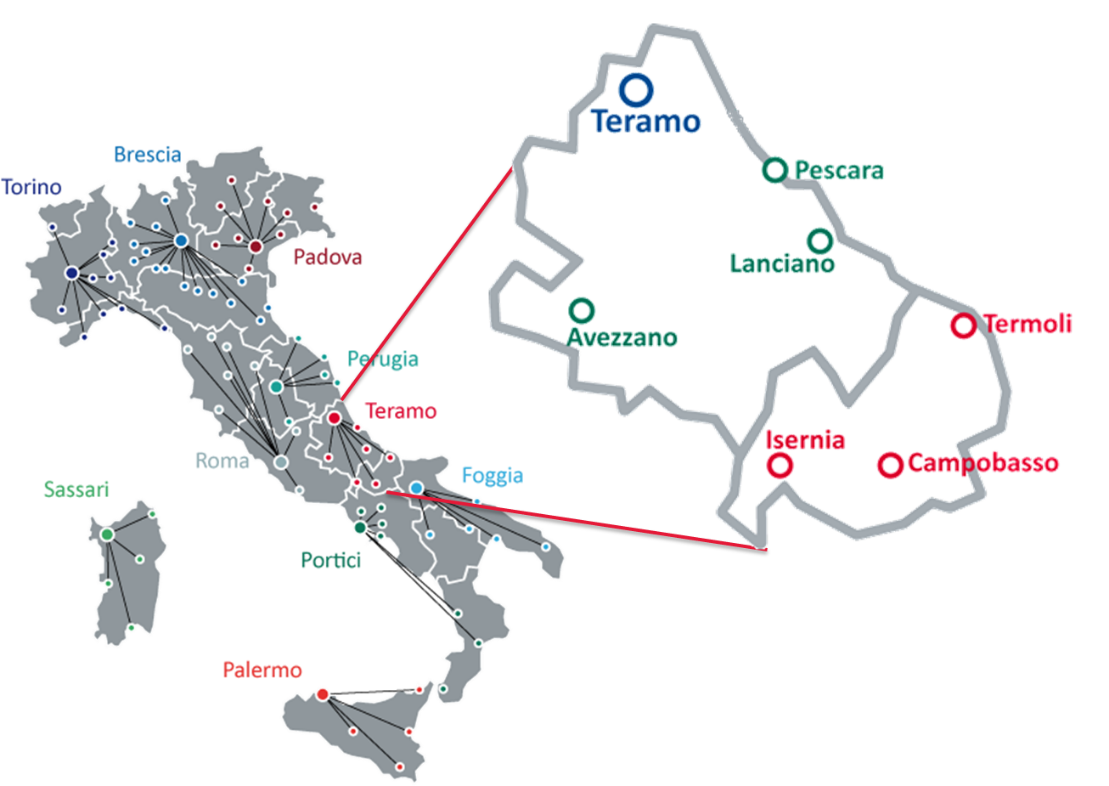 Brescia
Torino
Padova
Perugia
Teramo
Roma
Foggia
Sassari
Portici
Palermo
Teramo
Pescara
Lanciano
Avezzano
Termoli
Isernia
Campobasso